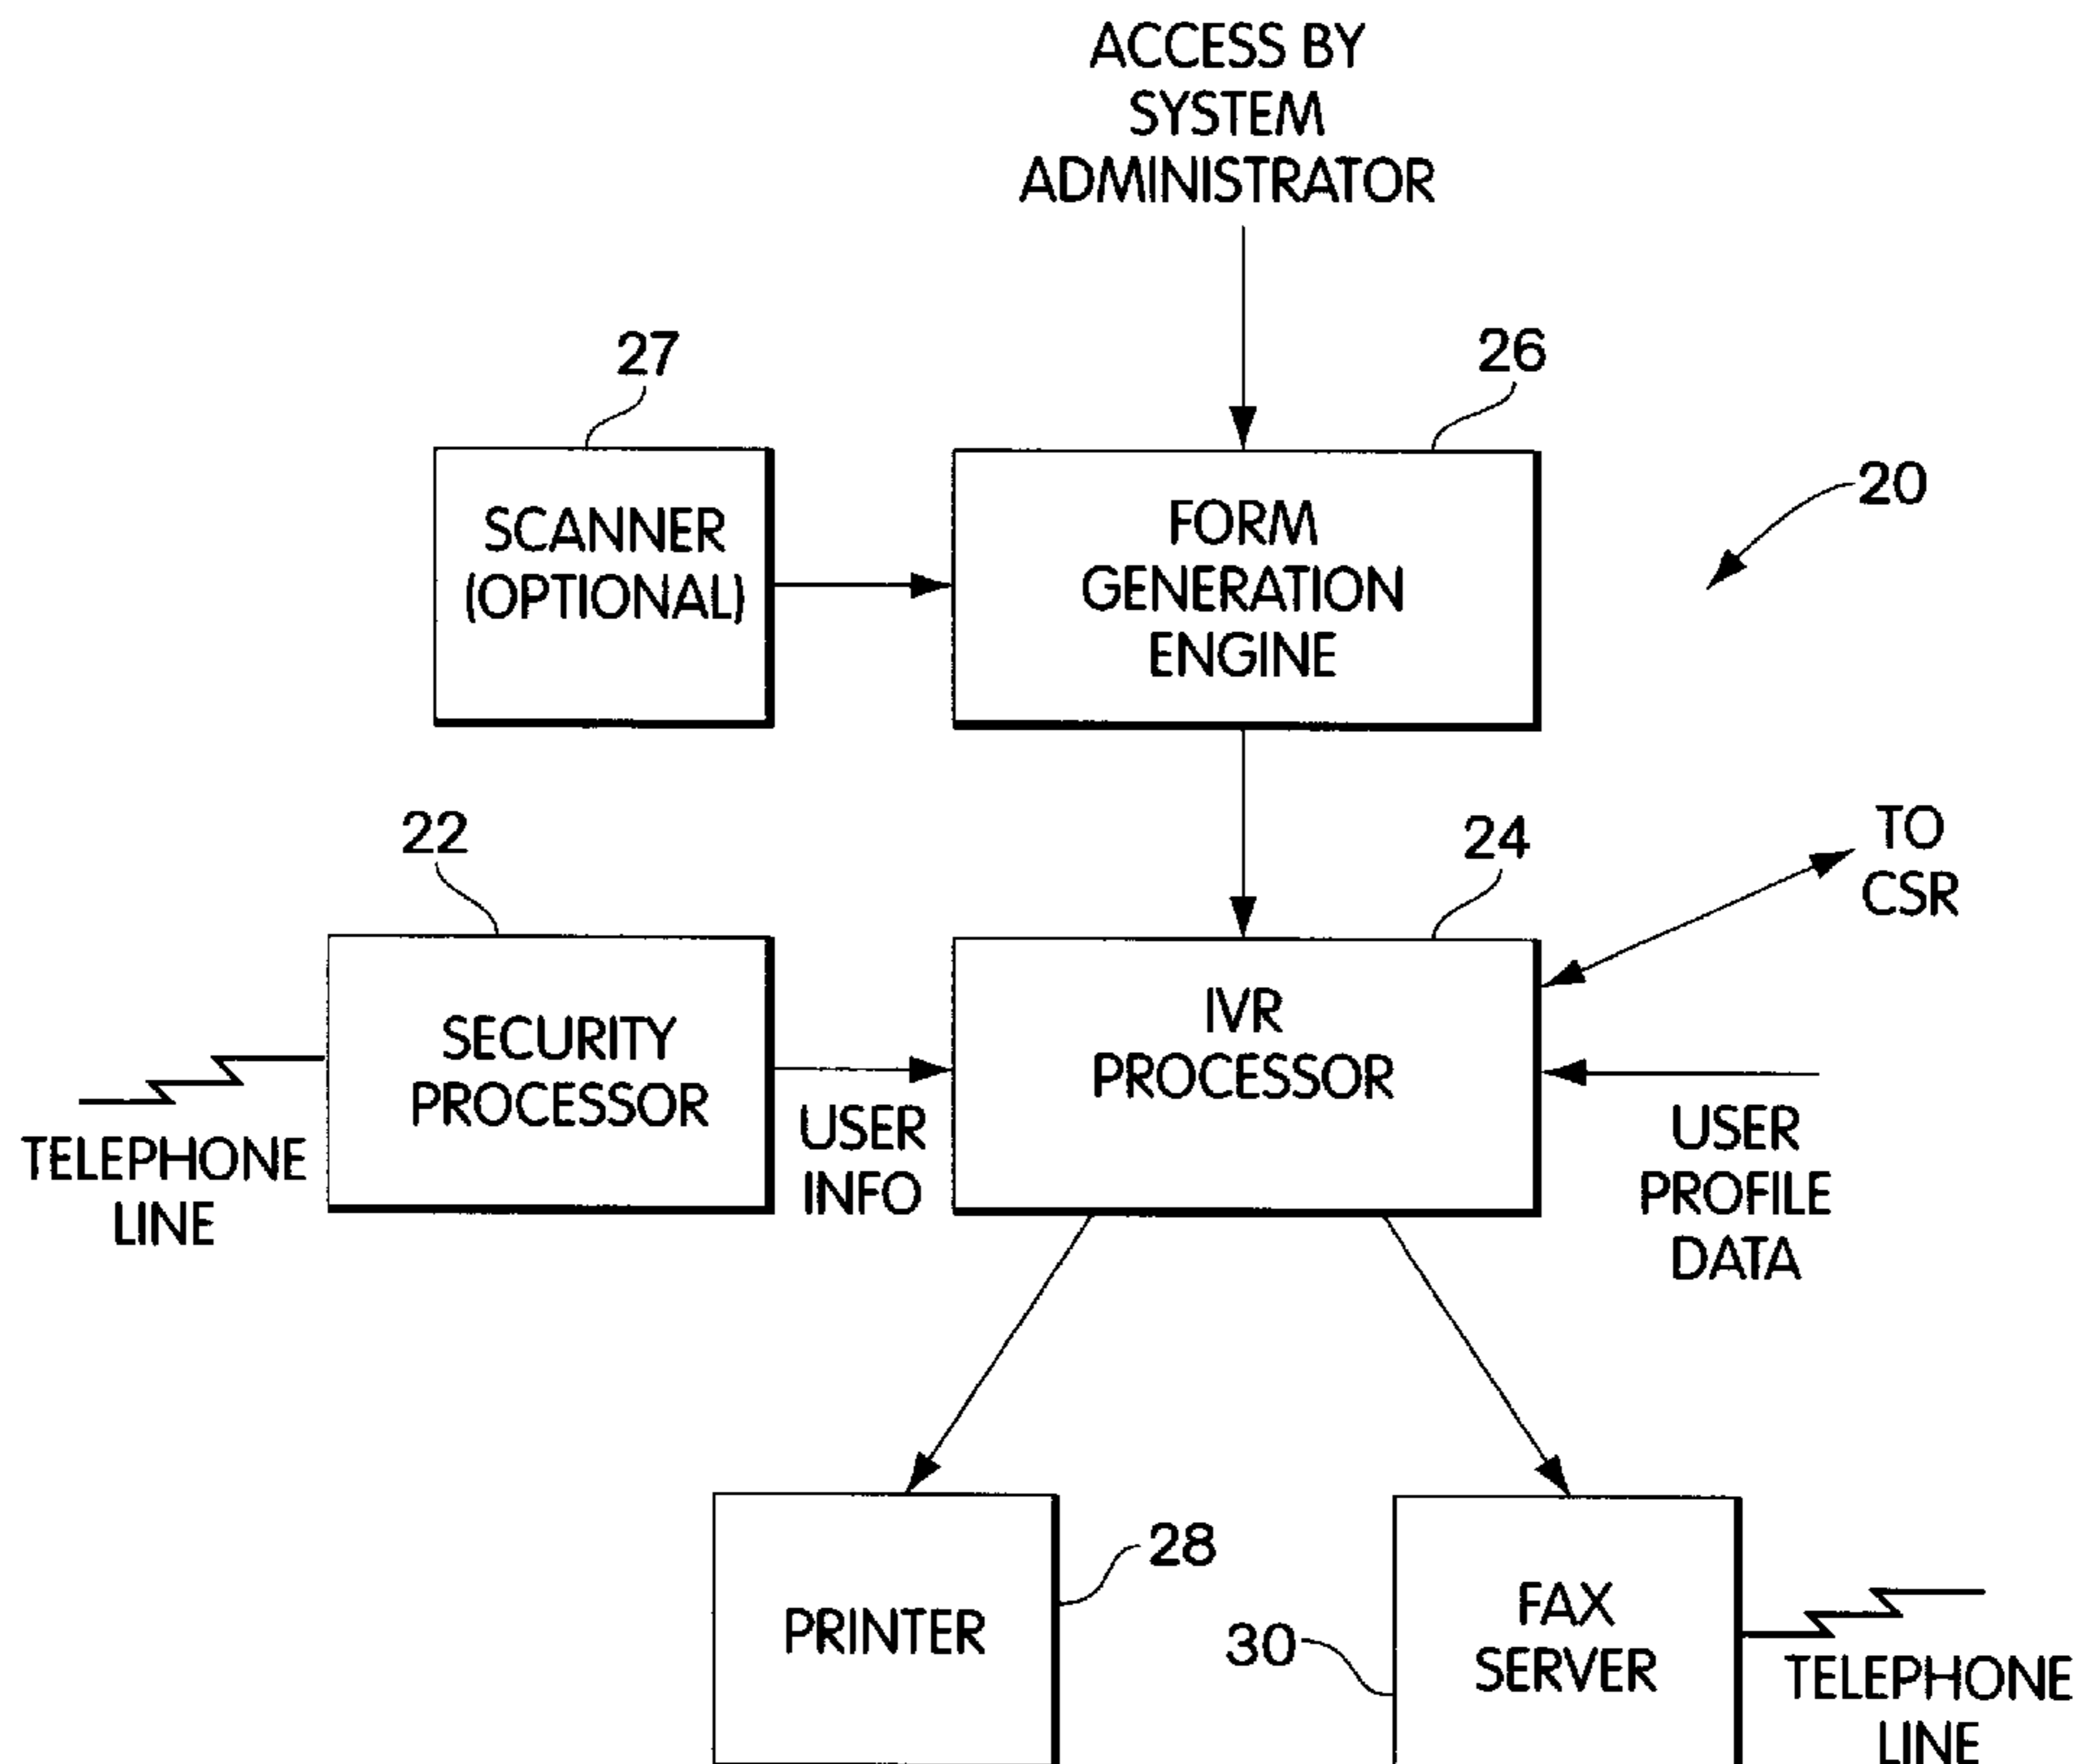 ACCESS BY
SYSTEM
ADMINISTRATOR
27
26
20
SCANNER
(OPTIONAL)
FORM
GENERATION
ENGINE
22
24
TO
CSR
SECURITY
PROCESSOR
IVR
PROCESSOR
TELEPHONE
LINE
USER
INFO
USER
PROFILE
DATA
28
PRINTER
30
FAX
SERVER
TELEPHONE
LINE